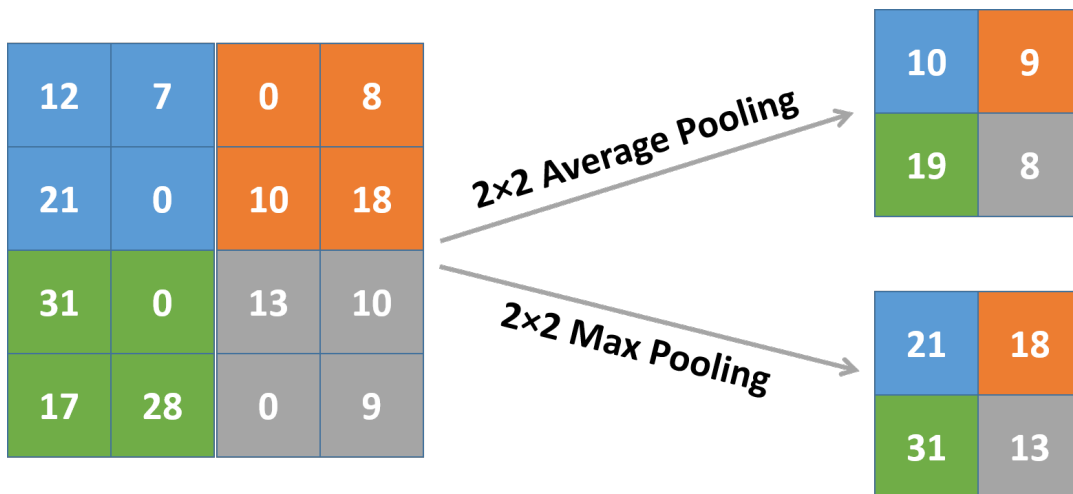 12 7 0 8
21 0 10 18
31 0 13 10
17 28 0 9
2×2 Average Pooling
10 9
19 8
2×2 Max Pooling
21 18
31 13